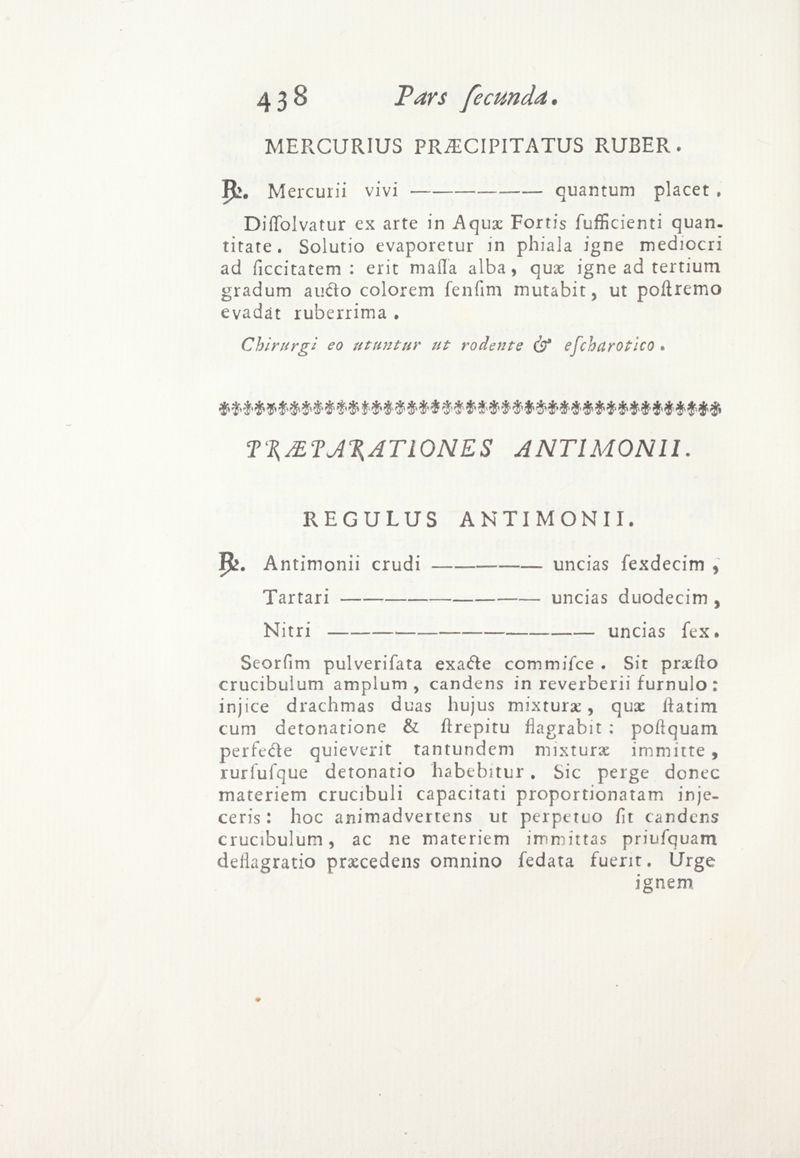 438 Pars ſecunda.
MERCURIUS PRÆCIPITATUS RUBER.
℞. Mercurii vivi —————— quantum placet.
Diſſolvatur ex arte in Aquæ Fortis ſufficienti quan-
titate. Solutio evaporetur in phiala igne mediocri
ad ſiccitatem : erit maſſa alba, quæ igne ad tertium
gradum aucto colorem ſenſim mutabit, ut poſtremo
evadat ruberrima.
Chirurgi eo utuntur ut rodente & eſcharotico.
PRÆPARATIONES ANTIMONII.
REGULUS ANTIMONII.
℞. Antimonii crudi ————— uncias ſexdecim,
Tartari ————————— uncias duodecim,
Nitri ———————————— uncias ſex.
Seorſim pulveriſata exacte commiſce. Sit præſto
crucibulum amplum, candens in reverberii furnulo:
injice drachmas duas hujus mixturæ, quæ ſtatim
cum detonatione & ſtrepitu flagrabit: poſtquam
perfecte quieverit tantundem mixturæ immitte,
rurſuſque detonatio habebitur. Sic perge donec
materiem crucibuli capacitati proportionatam inje-
ceris: hoc animadvertens ut perpetuo ſit candens
crucibulum, ac ne materiem immittas priuſquam
deflagratio præcedens omnino ſedata fuerit. Urge
ignem